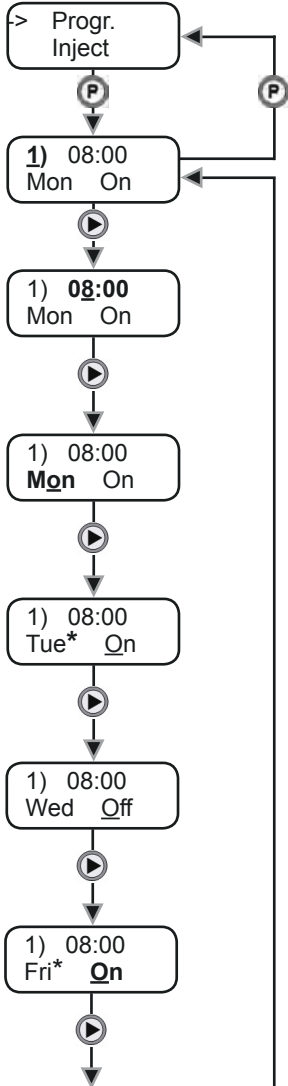 -> Progr.
Inject
P
P
1) 08:00
Mon On
1) 08:00
Mon On
1) 08:00
Mon On
1) 08:00
Tue* On
1) 08:00
Wed Off
1) 08:00
Fri* On